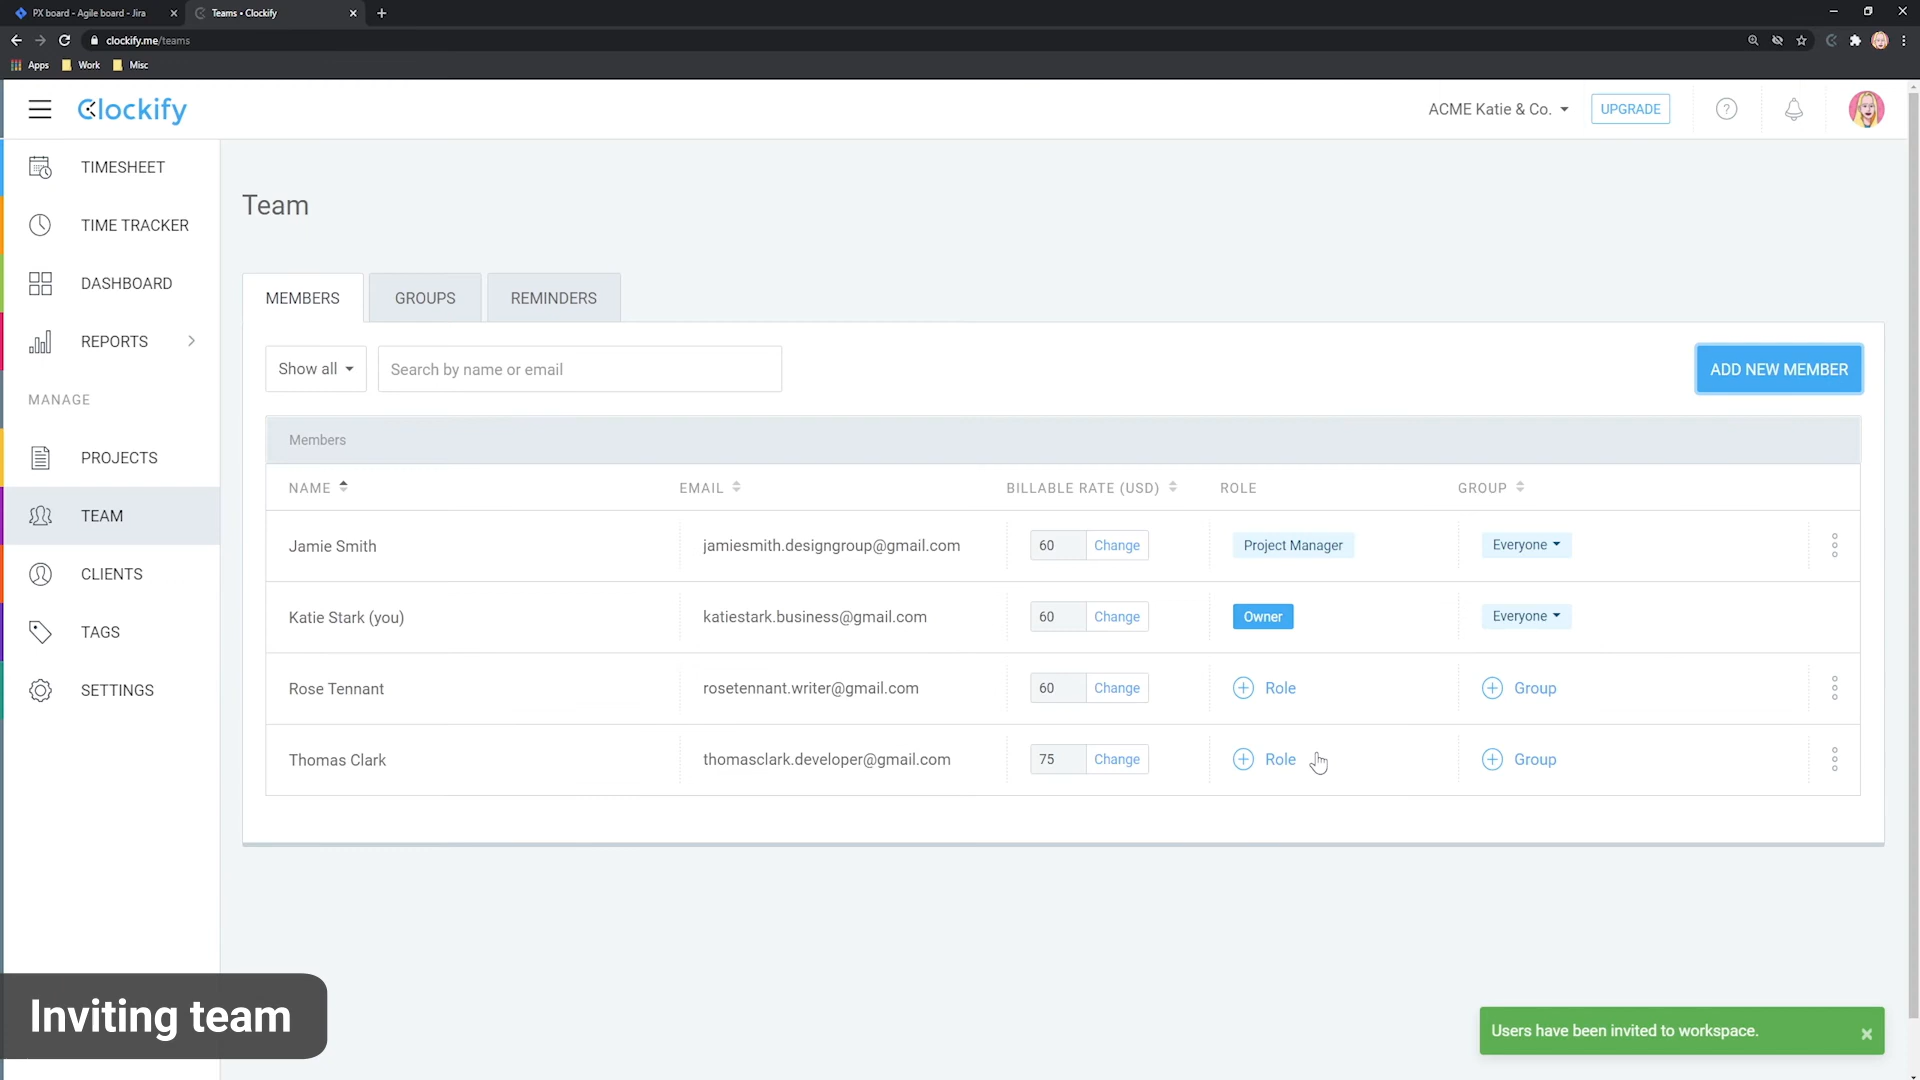 PX board - Agile board - Jira
Teams • Clockify
clockify.me/teams
Apps
Work
Misc
Clockify
ACME Katie & Co.
UPGRADE
TIMESHEET
TIME TRACKER
DASHBOARD
REPORTS
MANAGE
PROJECTS
TEAM
CLIENTS
TAGS
SETTINGS
Team
MEMBERS
GROUPS
REMINDERS
Show all
Search by name or email
ADD NEW MEMBER
Members
NAME EMAIL BILLABLE RATE (USD) ROLE GROUP
Jamie Smith jamiesmith.designgroup@gmail.com 60 Change Project Manager Everyone
Katie Stark (you) katiestark.business@gmail.com 60 Change Owner Everyone
Rose Tennant rosetennant.writer@gmail.com 60 Change Role Group
Thomas Clark thomasclark.developer@gmail.com 75 Change Role Group
Inviting team
Users have been invited to workspace.